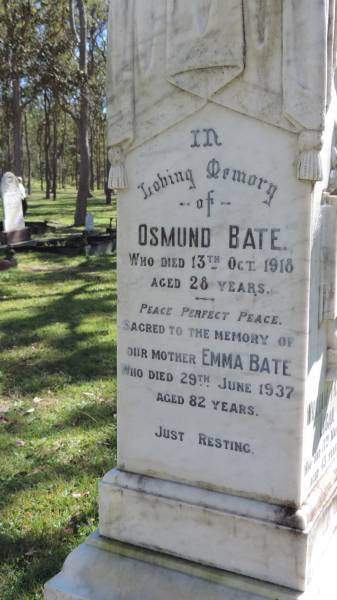 IN
Loving Memory
- of -
OSMUND BATE.
WHO DIED 13TH OCT. 1918
AGED 28 YEARS.
PEACE PERFECT PEACE.
SACRED TO THE MEMORY OF
OUR MOTHER EMMA BATE
WHO DIED 29TH JUNE 1937
AGED 82 YEARS.
JUST RESTING.